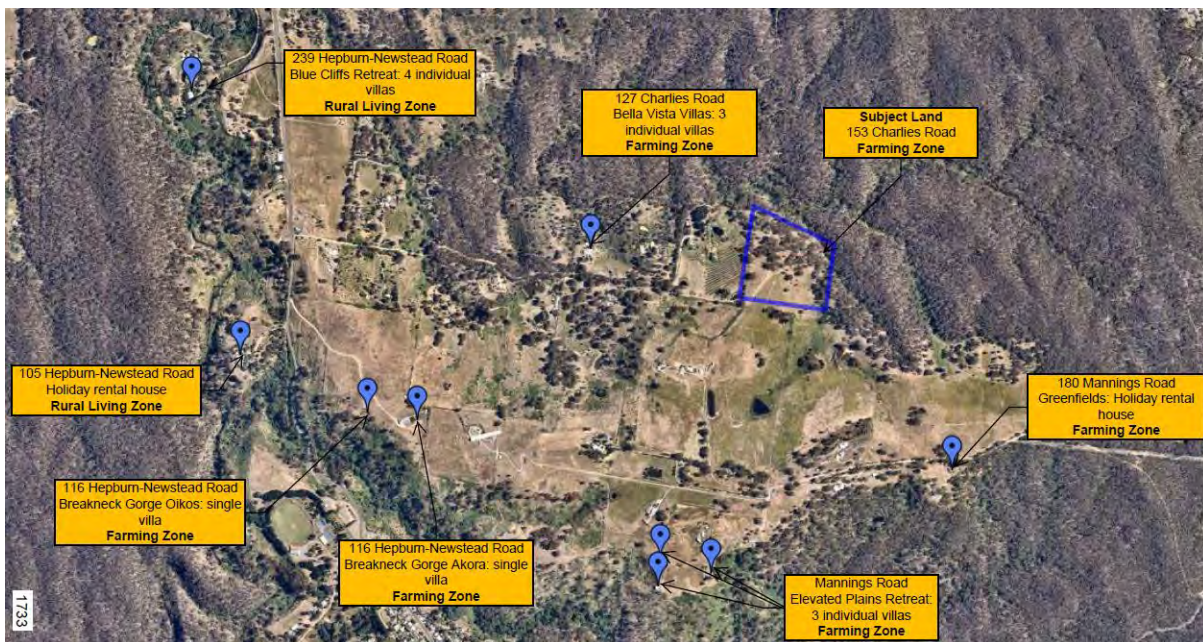 239 Hepburn-Newstead Road
Blue Cliffs Retreat: 4 individual
villas
Rural Living Zone
127 Charlies Road
Bella Vista Villas: 3
individual villas
Farming Zone
Subject Land
153 Charlies Road
Farming Zone
105 Hepburn-Newstead Road
Holiday rental house
Rural Living Zone
180 Mannings Road
Greenfields: Holiday rental
house
Farming Zone
116 Hepburn-Newstead Road
Breakneck Gorge Oikos: single
villa
Farming Zone
116 Hepburn-Newstead Road
Breakneck Gorge Akora: single
villa
Farming Zone
Mannings Road
Elevated Plains Retreat:
3 individual villas
Farming Zone
1733